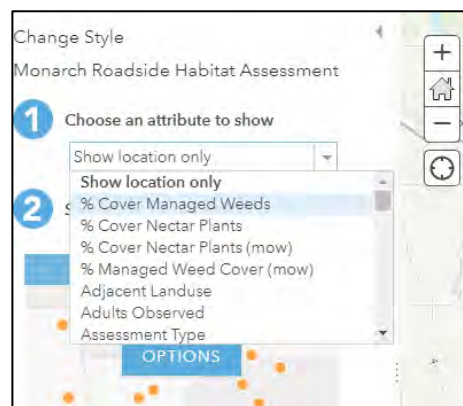 Change Style
Monarch Roadside Habitat Assessment
1 Choose an attribute to show
Show location only
Show location only
2
% Cover Managed Weeds
% Cover Nectar Plants
% Cover Nectar Plants (mow)
% Managed Weed Cover (mow)
Adjacent Landuse
Adults Observed
Assessment Type
OPTIONS